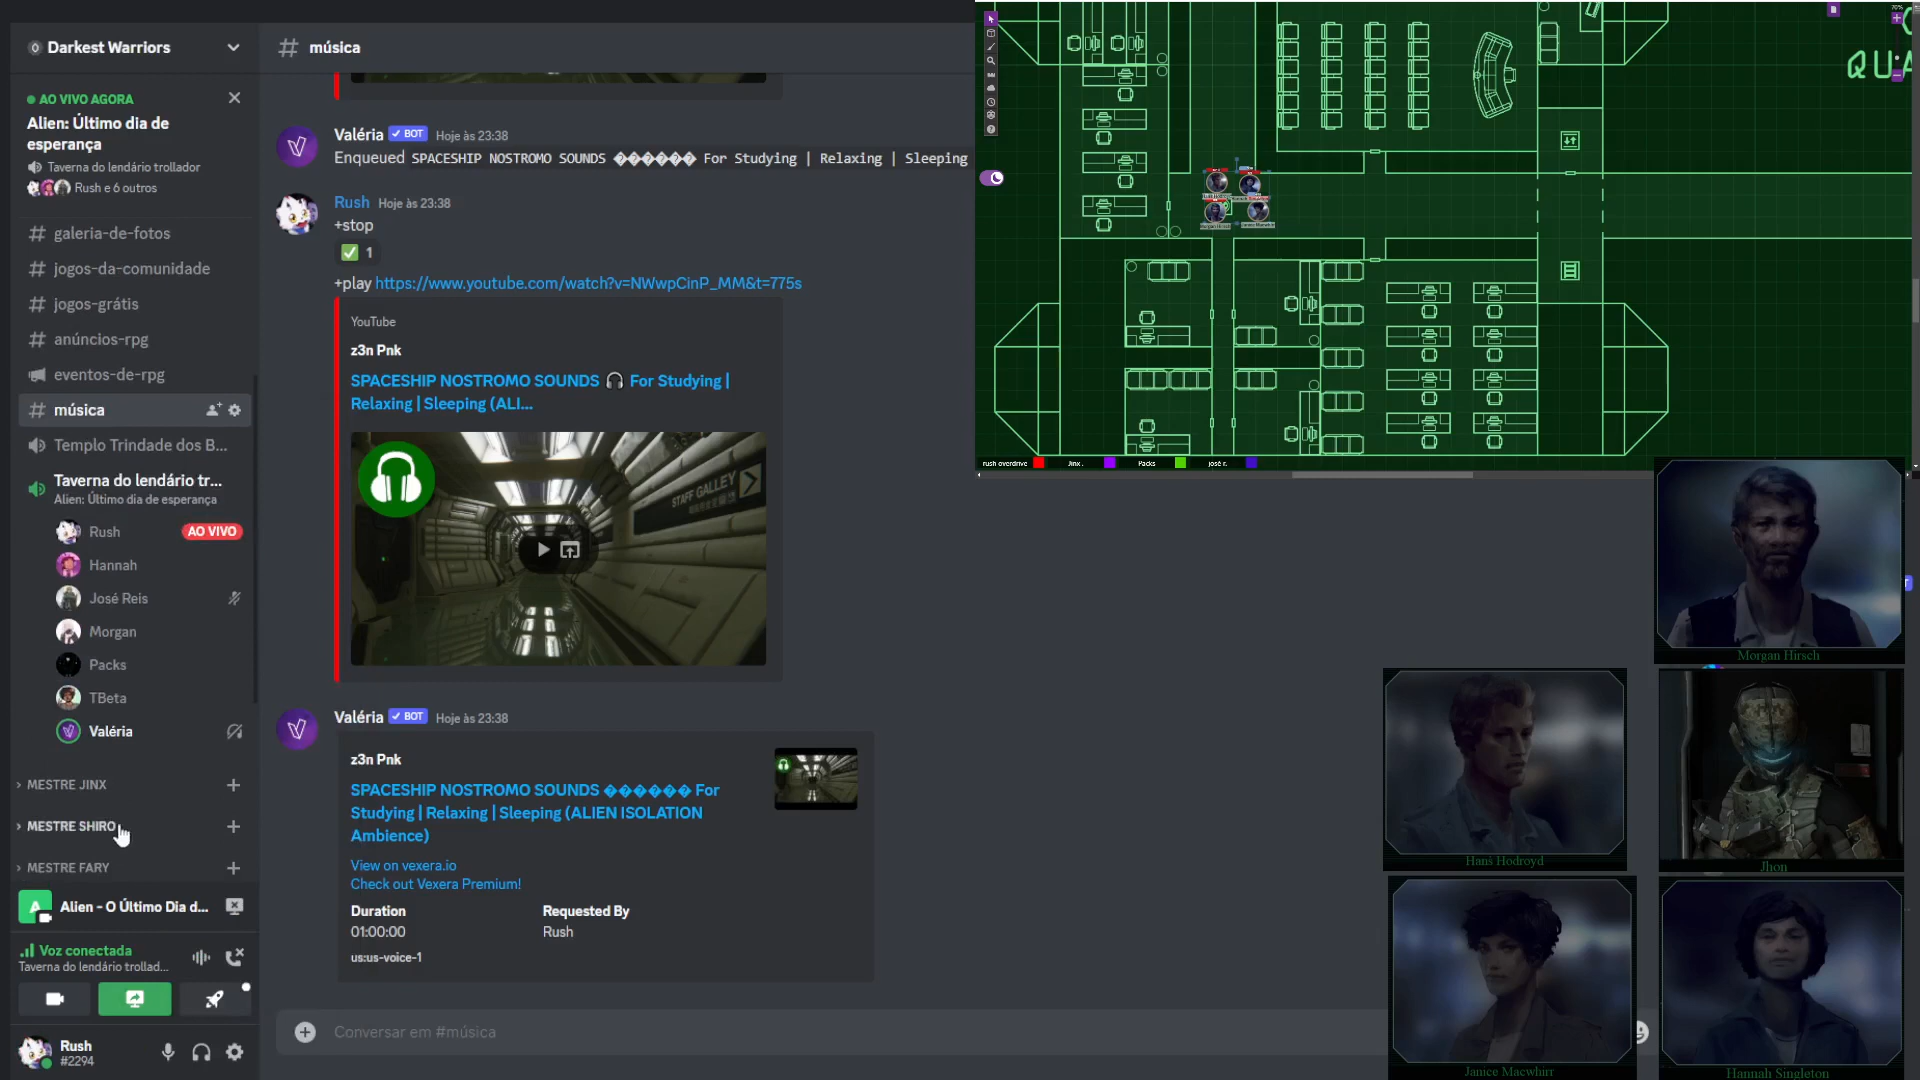 Darkest Warriors
AO VIVO AGORA
Alien: Último dia de
esperança
Taverna do lendário trollador
Rush e 6 outros
galeria-de-fotos
jogos-da-comunidade
jogos-grátis
anúncios-rpg
eventos-de-rpg
música
Templo Trindade dos B...
Taverna do lendário tr...
Alien: Último dia de esperança
Rush
AO VIVO
Hannah
José Reis
Morgan
Packs
TBeta
Valéria
MESTRE JINX
MESTRE SHIRO
MESTRE FARY
A
Alien - O Último Dia d...
Voz conectada
Taverna do lendário trollad...
Rush
#2294
# música
Valéria ✓ BOT Hoje às 23:38
Enqueued SPACESHIP NOSTROMO SOUNDS ������ For Studying | Relaxing | Sleeping
Rush Hoje às 23:38
+stop
✅ 1
+play https://www.youtube.com/watch?v=NWwpCinP_MM&t=775s
YouTube
z3n Pnk
SPACESHIP NOSTROMO SOUNDS 🎧 For Studying |
Relaxing | Sleeping (ALI...
STAFF GALLEY
Valéria ✓ BOT Hoje às 23:38
z3n Pnk
SPACESHIP NOSTROMO SOUNDS ������ For
Studying | Relaxing | Sleeping (ALIEN ISOLATION
Ambience)
View on vexera.io
Check out Vexera Premium!
Duration
Requested By
01:00:00
Rush
us:us-voice-1
Conversar em #música
70%
QUA
rush overdrive
Jinx .
Packs
josé r.
Morgan Hirsch
Hans Hodroyd
Jhon
Janice Macwhirr
Hannah Singleton